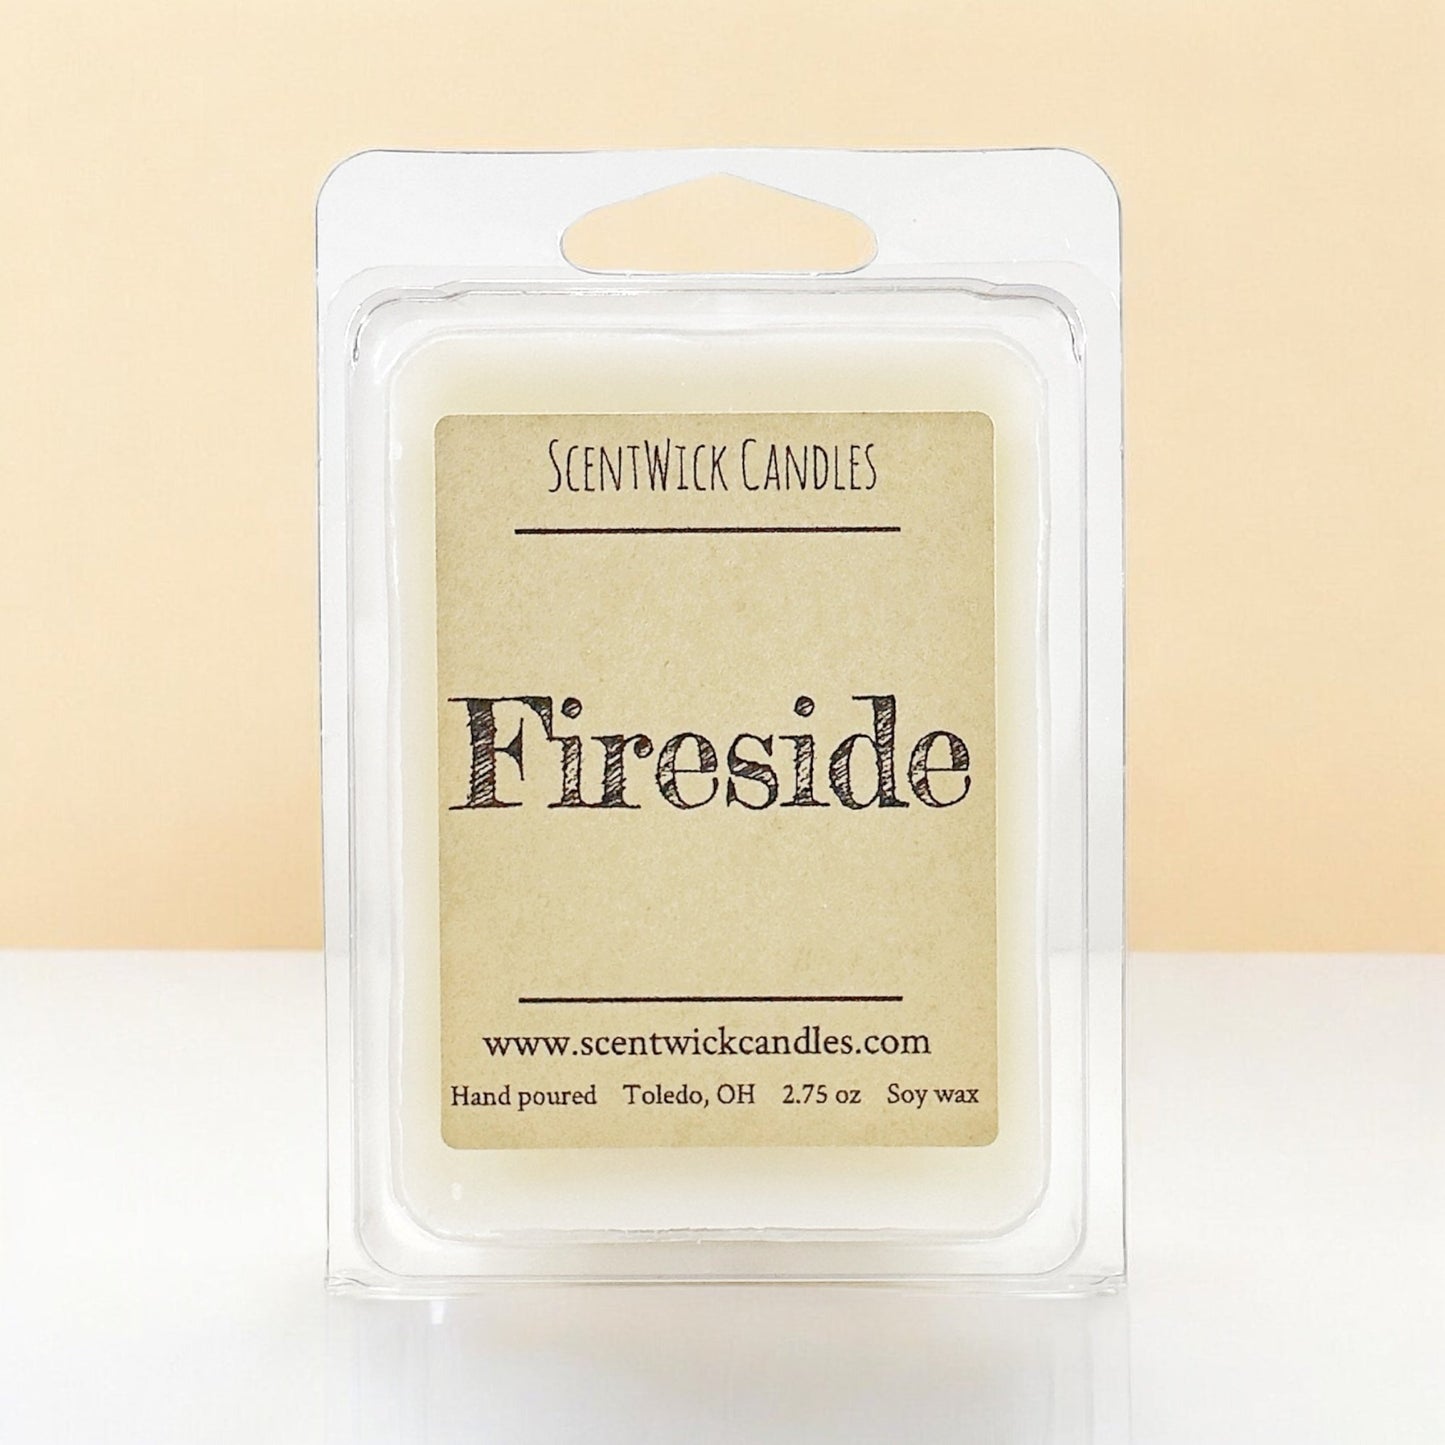 ScentWick Candles
Fireside
www.scentwickcandles.com
Hand poured Toledo, OH 2.75 oz Soy wax